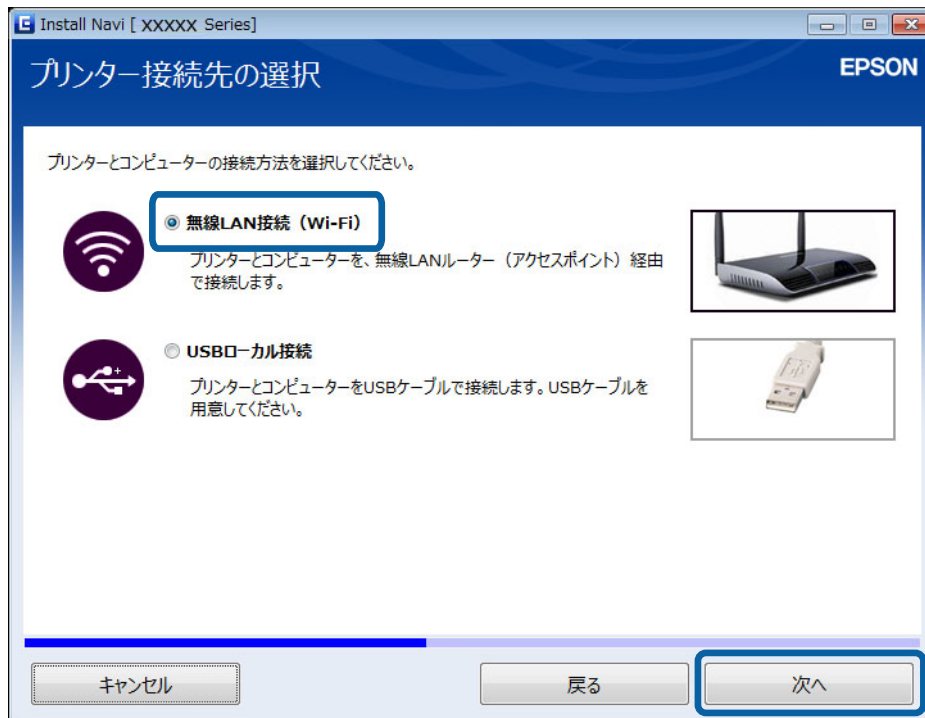 Install Navi [ XXXXX Series]
プリンター接続先の選択
EPSON
プリンターとコンピューターの接続方法を選択してください。
無線LAN接続（Wi-Fi）
プリンターとコンピューターを、無線LANルーター（アクセスポイント）経由
で接続します。
USBローカル接続
プリンターとコンピューターをUSBケーブルで接続します。USBケーブルを
用意してください。
キャンセル
戻る
次へ